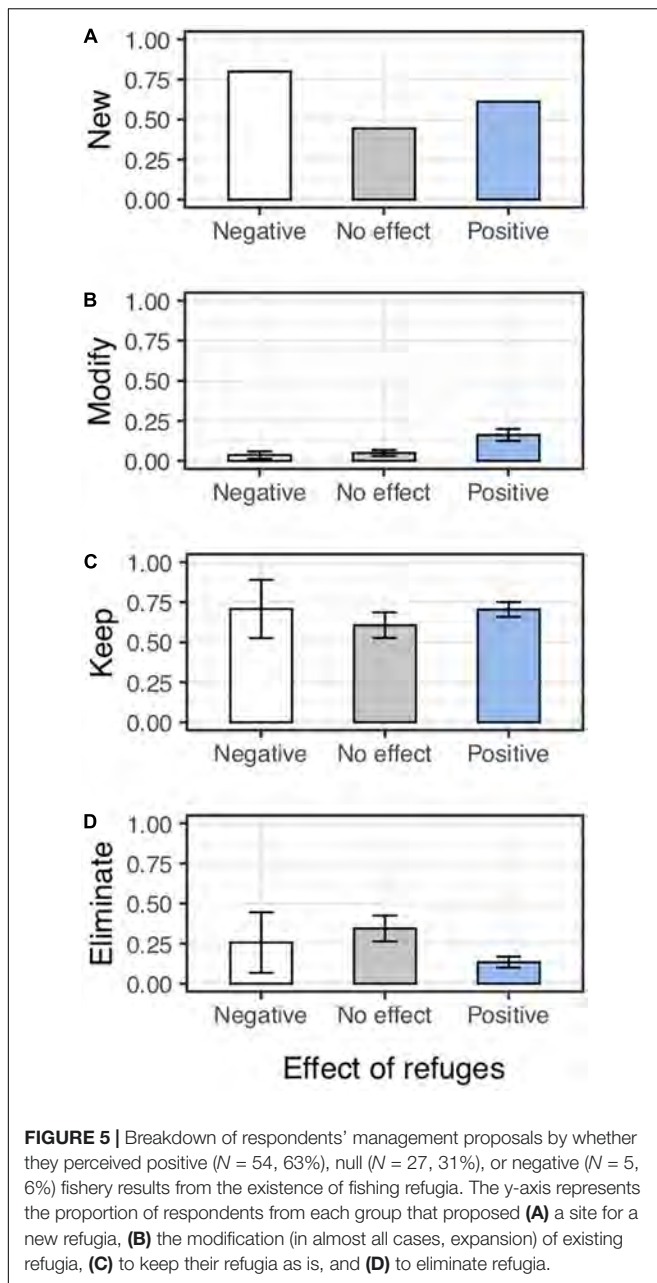 A
New
1.00
0.75
0.50
0.25
0.00
Negative No effect Positive
B
Modify
1.00
0.75
0.50
0.25
0.00
Negative No effect Positive
C
Keep
1.00
0.75
0.50
0.25
0.00
Negative No effect Positive
D
Eliminate
1.00
0.75
0.50
0.25
0.00
Negative No effect Positive
Effect of refuges
FIGURE 5 | Breakdown of respondents' management proposals by whether
they perceived positive (N = 54, 63%), null (N = 27, 31%), or negative (N = 5,
6%) fishery results from the existence of fishing refugia. The y-axis represents
the proportion of respondents from each group that proposed (A) a site for a
new refugia, (B) the modification (in almost all cases, expansion) of existing
refugia, (C) to keep their refugia as is, and (D) to eliminate refugia.